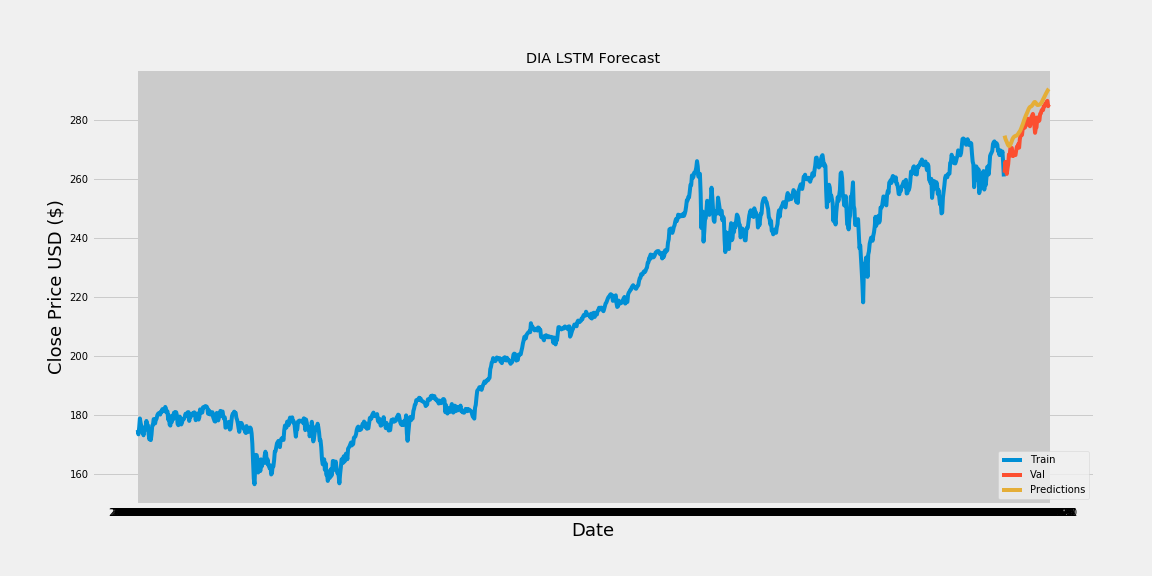 DIA LSTM Forecast
Close Price USD ($)
280
260
240
220
200
180
160
Train
Val
Predictions
Date